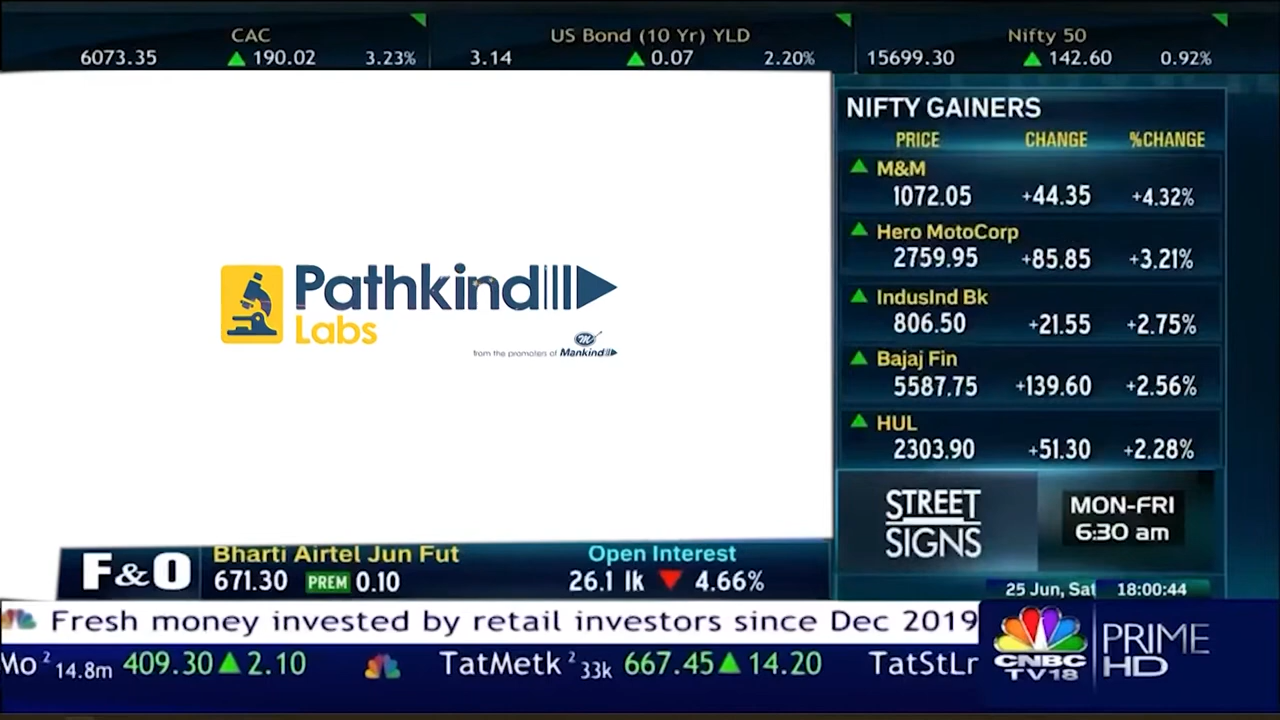 CAC
6073.35 190.02 3.23%
US Bond (10 Yr) YLD
3.14 0.07 2.20%
Nifty 50
15699.30 142.60 0.92%
Pathkind
Labs
from the promoters of Mankind
NIFTY GAINERS
PRICE CHANGE %CHANGE
M&M
1072.05 +44.35 +4.32%
Hero MotoCorp
2759.95 +85.85 +3.21%
IndusInd Bk
806.50 +21.55 +2.75%
Bajaj Fin
5587.75 +139.60 +2.56%
HUL
2303.90 +51.30 +2.28%
STREET
SIGNS
MON-FRI
6:30 am
F&O
Bharti Airtel Jun Fut Open Interest
671.30 PREM 0.10 26.1 lk 4.66%
25 Jun, Sat 18:00:44
Fresh money invested by retail investors since Dec 2019
Mo 2 14.8m 409.30 2.10 TatMetk 2 33k 667.45 14.20 TatStLr
CNBC
TV18
PRIME
HD